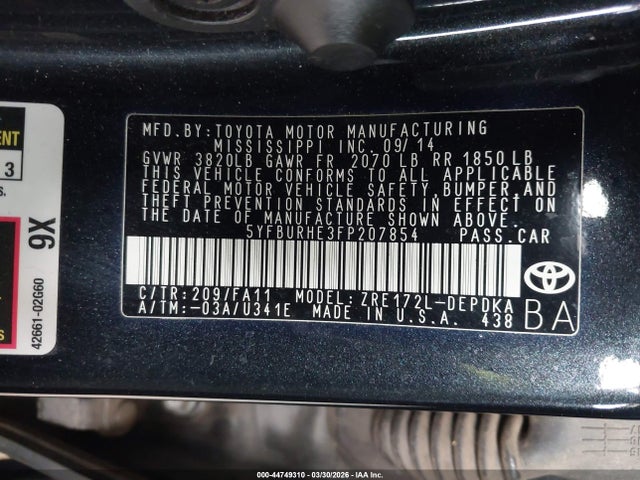 MFD.BY:TOYOTA MOTOR MANUFACTURING
MISSISSIPPI INC. 09/14
GVWR 3820LB GAWR FR 2070 LB RR 1850 LB
THIS VEHICLE CONFORMS TO ALL APPLICABLE
FEDERAL MOTOR VEHICLE SAFETY, BUMPER, AND
THEFT PREVENTION STANDARDS IN EFFECT ON
THE DATE OF MANUFACTURE SHOWN ABOVE.
5YFBURHE3FP207854 PASS.CAR
C/TR:209/FA11 MODEL: ZRE172L-DEPDKA
A/TM:-03A/U341E MADE IN U.S.A. 438
BA
ENT
3
S.
9X
42661-02G60
000-44749310 - 03/30/2026 - IAA Inc.